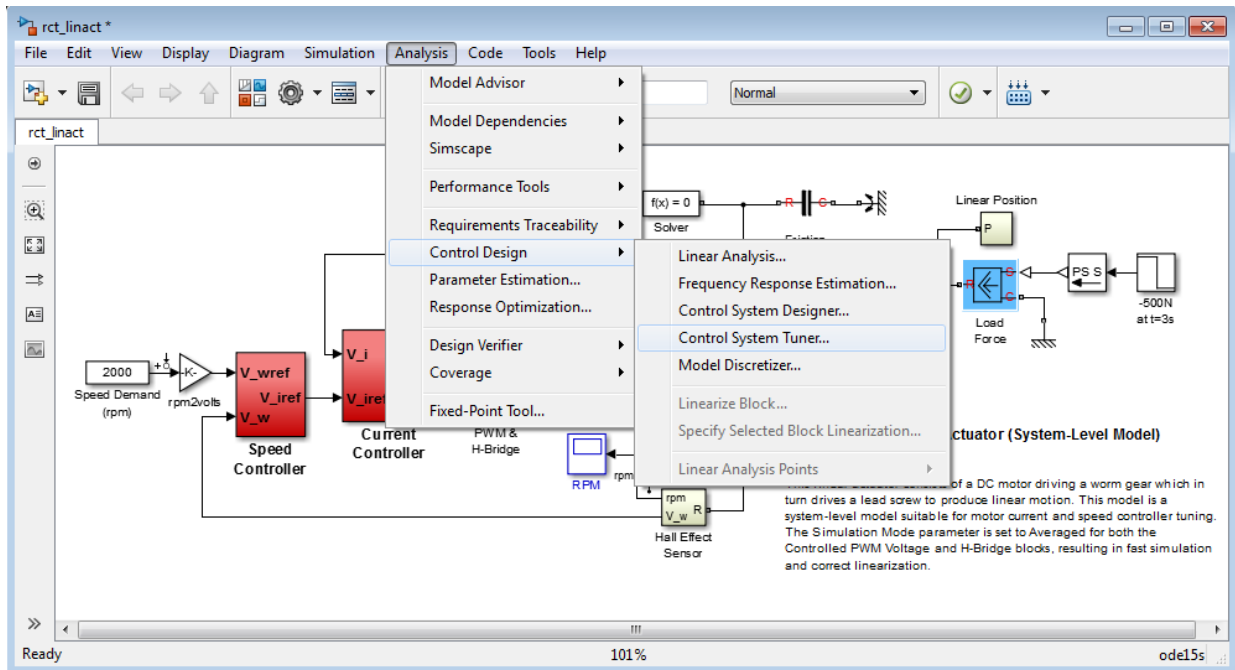 rct_linact *
File Edit View Display Diagram Simulation Analysis Code Tools Help
Normal
rct_linact
Model Advisor
Model Dependencies
Simscape
Performance Tools
Requirements Traceability
Control Design
Parameter Estimation...
Response Optimization...
Design Verifier
Coverage
Fixed-Point Tool...
Linear Analysis...
Frequency Response Estimation...
Control System Designer...
Control System Tuner...
Model Discretizer...
Linearize Block...
Specify Selected Block Linearization...
Linear Analysis Points
f(x) = 0
Solver
R C
Linear Position
P
R S C
Load
Force
PS S
-500N
at t=3s
2000
Speed Demand
(rpm)
-K-
rpm2volts
V_wref
V_iref
V_w
Speed
Controller
V_i
Current
Controller
PWM &
H-Bridge
RPM
rpm
rpm
V_w R
Hall Effect
Sensor
ctuator (System-Level Model)
of a DC motor driving a worm gear which in
turn drives a lead screw to produce linear motion. This model is a
system-level model suitable for motor current and speed controller tuning.
The Simulation Mode parameter is set to Averaged for both the
Controlled PWM Voltage and H-Bridge blocks, resulting in fast simulation
and correct linearization.
Ready 101% ode15s